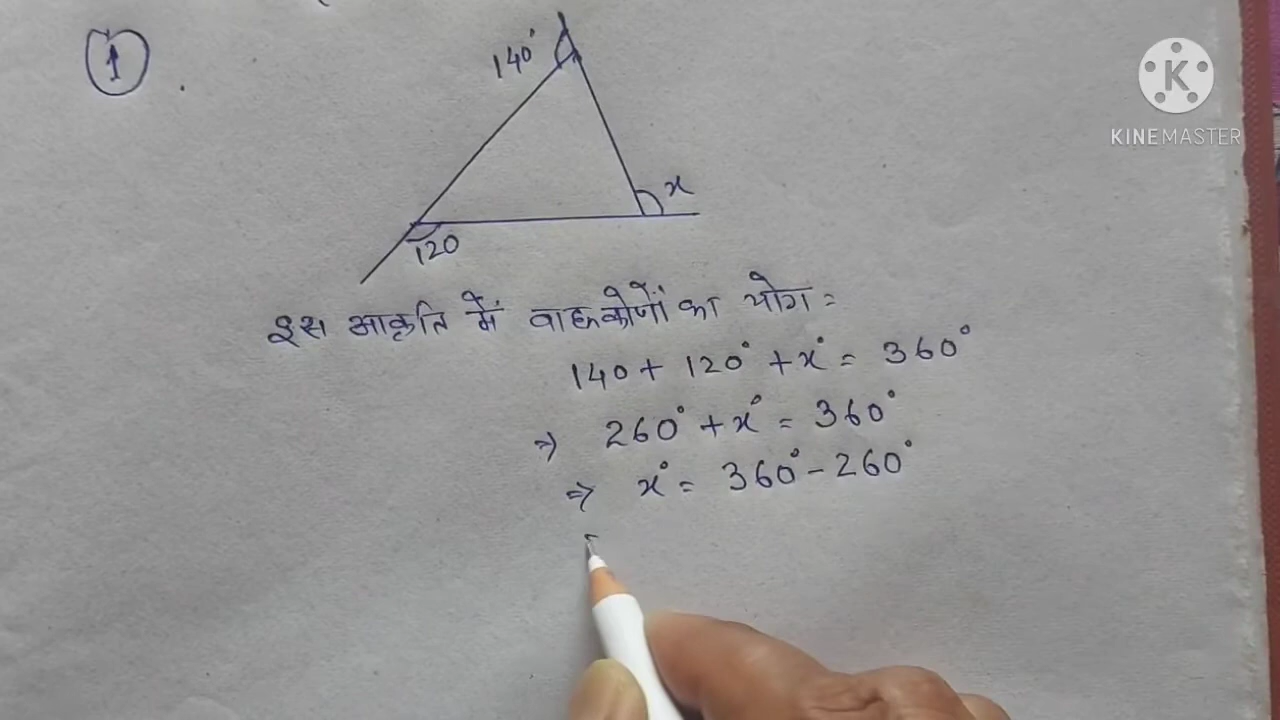 1
140°
x
120
इस आकृति में वाह्यकोणों का योग =
140 + 120° + x° = 360°
⇒ 260° + x° = 360°
⇒ x° = 360° - 260°
K
KINEMASTER